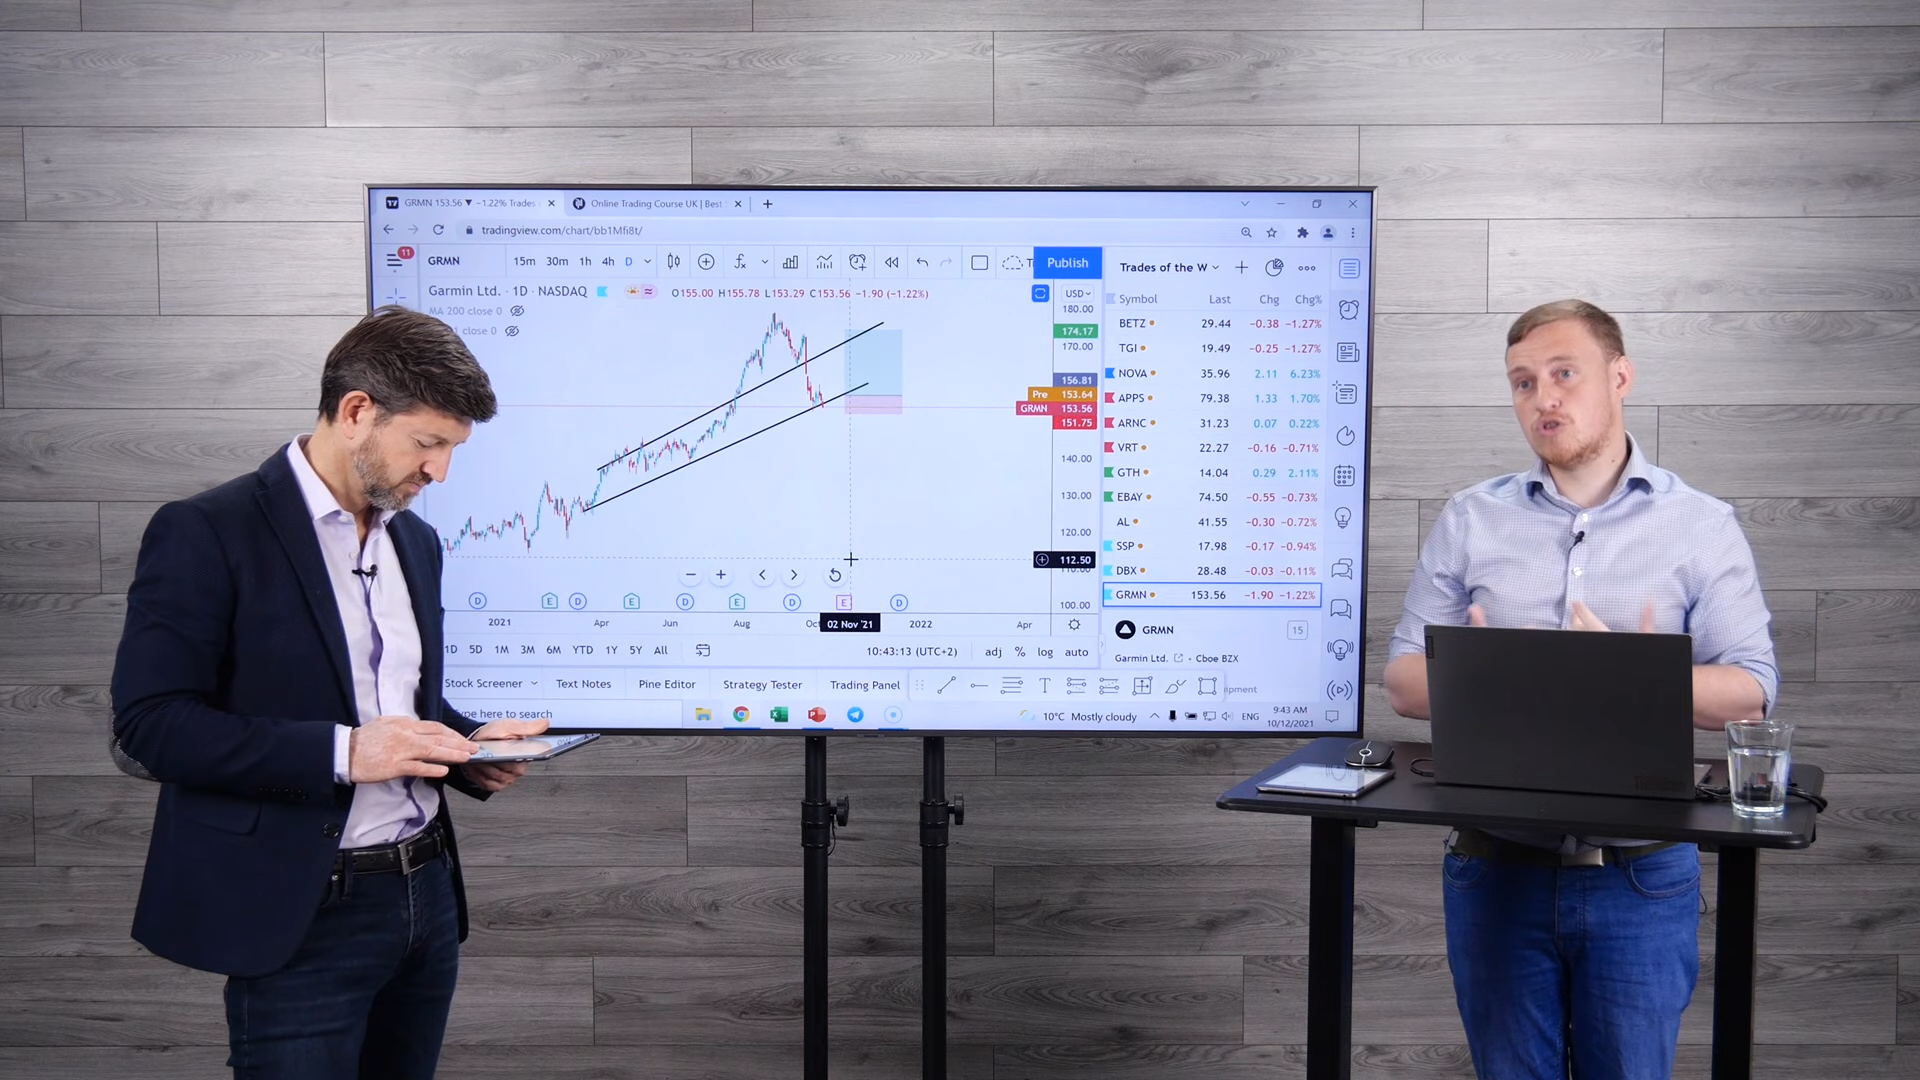 GRMN 153.56 ▼ −1.22% Trades
Online Trading Course UK | Best
tradingview.com/chart/bb1Mfi8t/
11
GRMN
15m 30m 1h 4h D
Publish
Garmin Ltd. · 1D · NASDAQ
O155.00 H155.78 L153.29 C153.56 −1.90 (−1.22%)
MA 200 close 0
1 close 0
USD
180.00
174.17
170.00
156.81
Pre 153.64
GRMN 153.56
151.75
140.00
130.00
120.00
112.50
110.00
100.00
D E D E D E D E D
2021 Apr Jun Aug Oct 02 Nov '21 2022 Apr
1D 5D 1M 3M 6M YTD 1Y 5Y All
10:43:13 (UTC+2) adj % log auto
Stock Screener Text Notes Pine Editor Strategy Tester Trading Panel
Trades of the W
Symbol Last Chg Chg%
BETZ 29.44 −0.38 −1.27%
TGI 19.49 −0.25 −1.27%
NOVA 35.96 2.11 6.23%
APPS 79.38 1.33 1.70%
ARNC 31.23 0.07 0.22%
VRT 22.27 −0.16 −0.71%
GTH 14.04 0.29 2.11%
EBAY 74.50 −0.55 −0.73%
AL 41.55 −0.30 −0.72%
SSP 17.98 −0.17 −0.94%
DBX 28.48 −0.03 −0.11%
GRMN 153.56 −1.90 −1.22%
GRMN 15
Garmin Ltd. · Cboe BZX
ipment
ype here to search
10°C Mostly cloudy
ENG
9:43 AM
10/12/2021